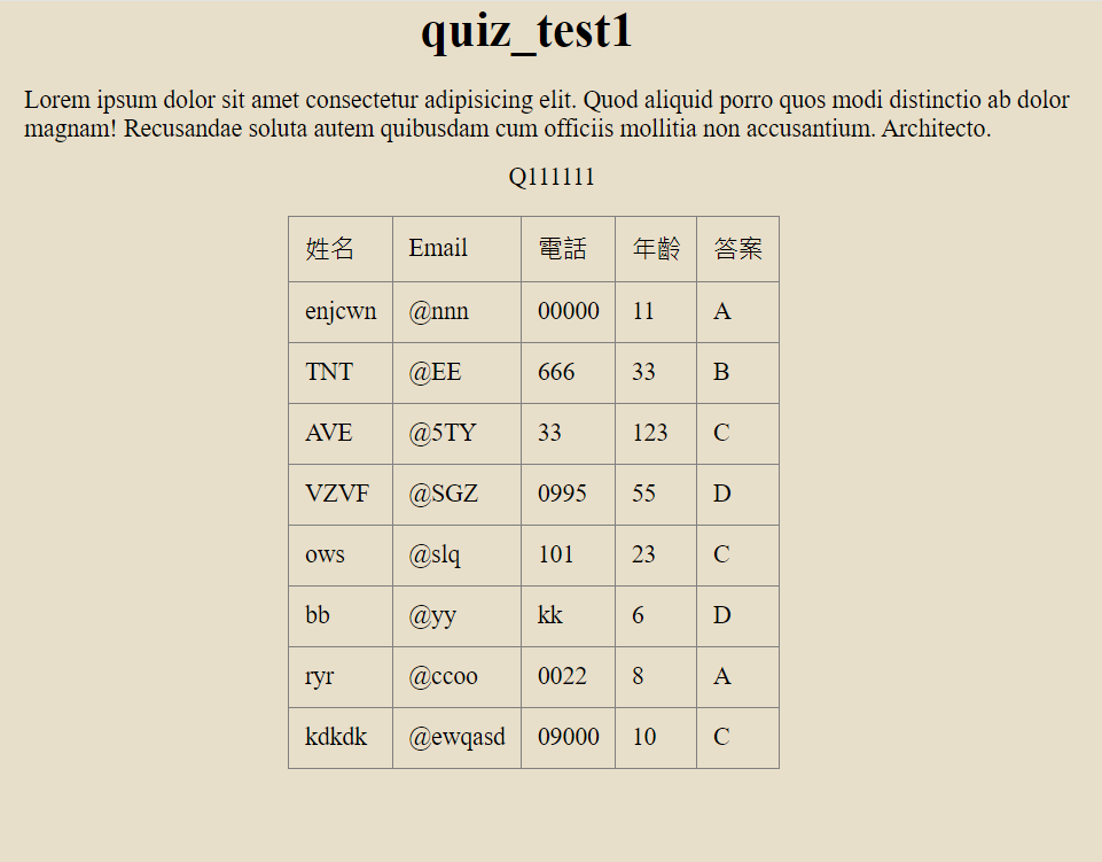 quiz_test1
Lorem ipsum dolor sit amet consectetur adipisicing elit. Quod aliquid porro quos modi distinctio ab dolor
magnam! Recusandae soluta autem quibusdam cum officiis mollitia non accusantium. Architecto.
Q111111
姓名 Email 電話 年齡 答案
enjcwn @nnn 00000 11 A
TNT @EE 666 33 B
AVE @5TY 33 123 C
VZVF @SGZ 0995 55 D
ows @slq 101 23 C
bb @yy kk 6 D
ryr @ccoo 0022 8 A
kdkdk @ewqasd 09000 10 C